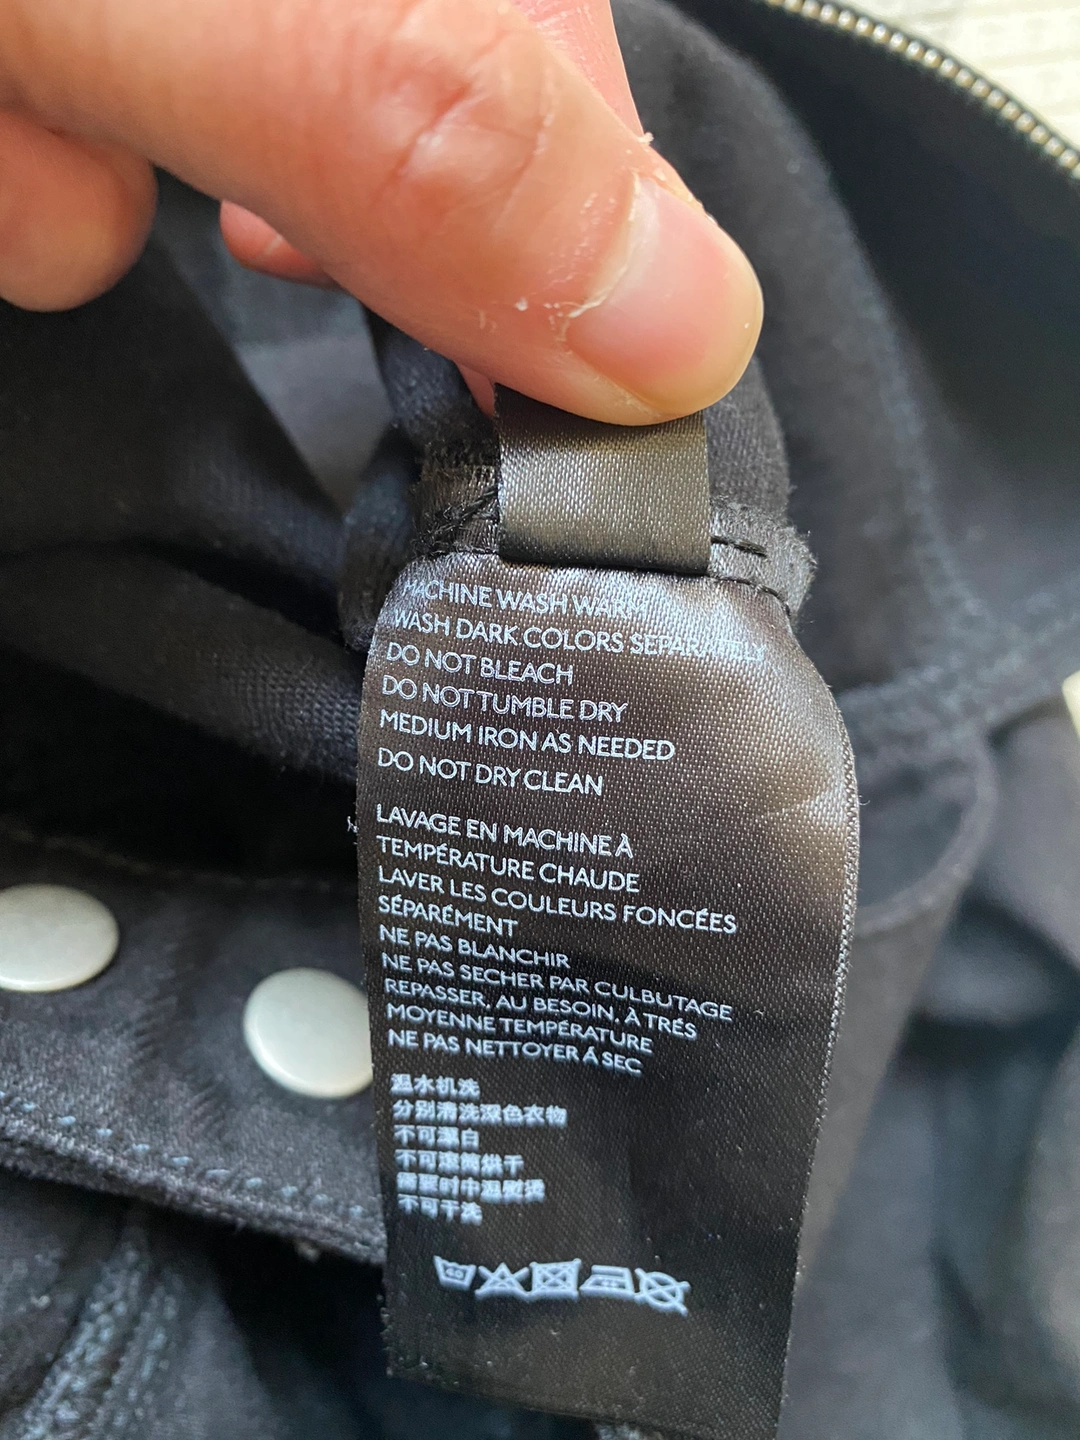 MACHINE WASH WARM
WASH DARK COLORS SEPARATELY
DO NOT BLEACH
DO NOT TUMBLE DRY
MEDIUM IRON AS NEEDED
DO NOT DRY CLEAN
LAVAGE EN MACHINE À
TEMPÉRATURE CHAUDE
LAVER LES COULEURS FONCÉES
SÉPARÉMENT
NE PAS BLANCHIR
NE PAS SECHER PAR CULBUTAGE
REPASSER, AU BESOIN, À TRÉS
MOYENNE TEMPÉRATURE
NE PAS NETTOYER Á SEC
温水机洗
分别清洗深色衣物
不可漂白
不可滚筒烘干
需要时中温熨烫
不可干洗
40